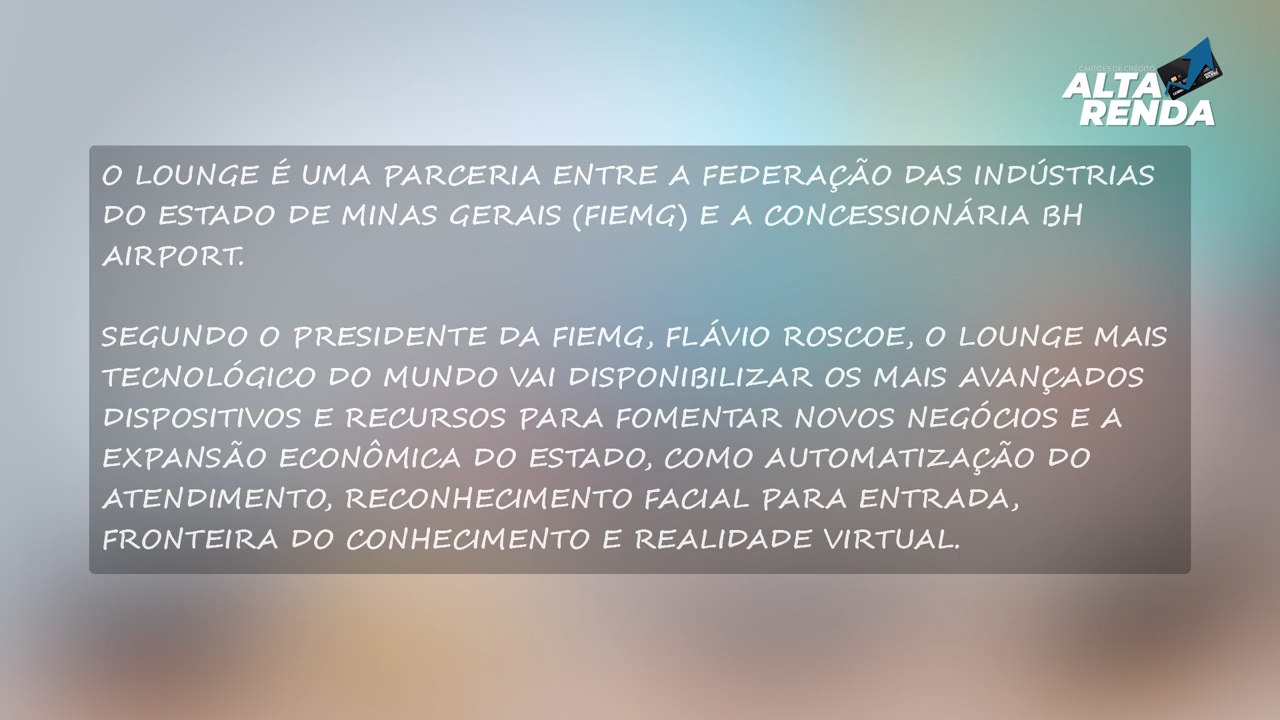 CARTÕES DE CRÉDITO
ALTA
RENDA
O LOUNGE É UMA PARCERIA ENTRE A FEDERAÇÃO DAS INDÚSTRIAS
DO ESTADO DE MINAS GERAIS (FIEMG) E A CONCESSIONÁRIA BH
AIRPORT.
SEGUNDO O PRESIDENTE DA FIEMG, FLÁVIO ROSCOE, O LOUNGE MAIS
TECNOLÓGICO DO MUNDO VAI DISPONIBILIZAR OS MAIS AVANÇADOS
DISPOSITIVOS E RECURSOS PARA FOMENTAR NOVOS NEGÓCIOS E A
EXPANSÃO ECONÔMICA DO ESTADO, COMO AUTOMATIZAÇÃO DO
ATENDIMENTO, RECONHECIMENTO FACIAL PARA ENTRADA,
FRONTEIRA DO CONHECIMENTO E REALIDADE VIRTUAL.